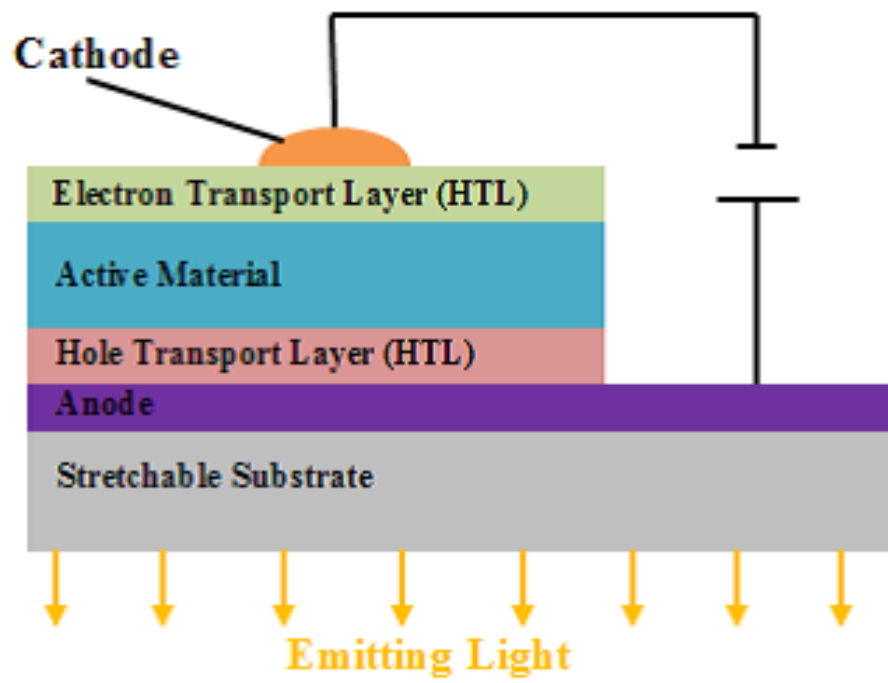 Cathode
Electron Transport Layer (HTL)
Active Material
Hole Transport Layer (HTL)
Anode
Stretchable Substrate
Emitting Light